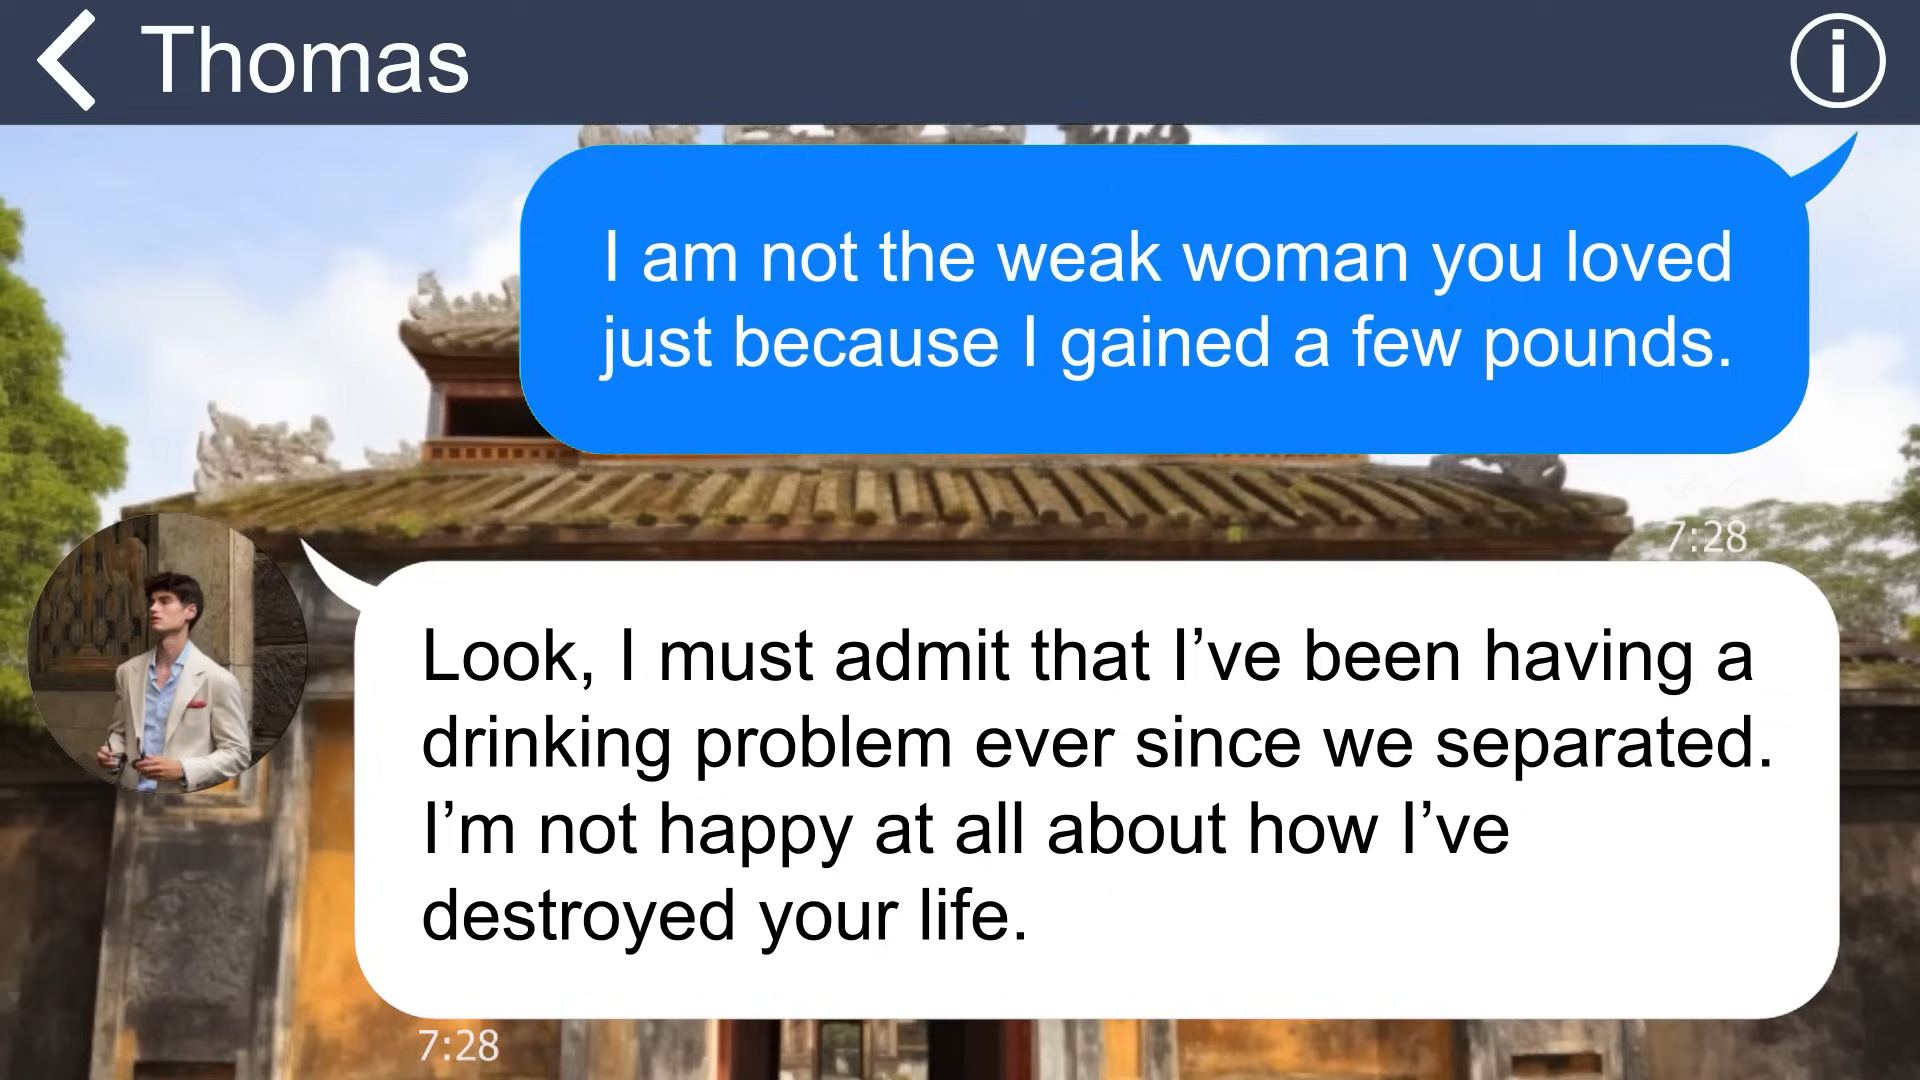 Thomas
I am not the weak woman you loved
just because I gained a few pounds.
7:28
Look, I must admit that I’ve been having a
drinking problem ever since we separated.
I’m not happy at all about how I’ve
destroyed your life.
7:28